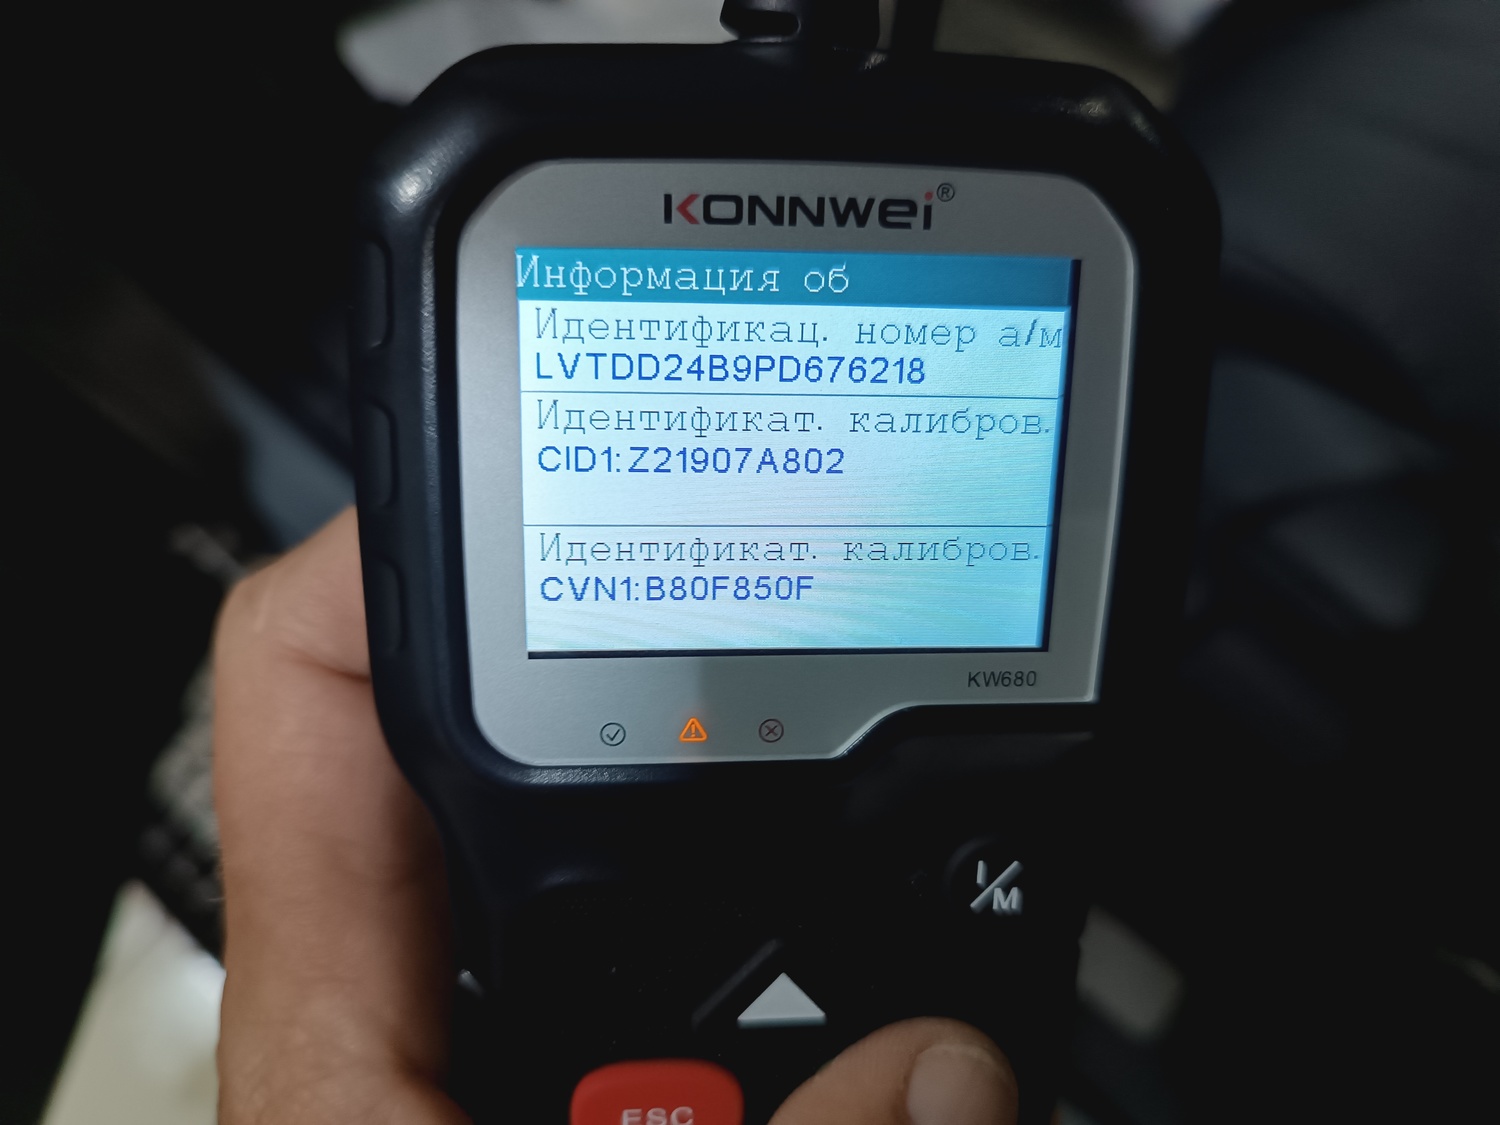 KONNWEI®
Информация об
Идентификац. номер а/м
LVTDD24B9PD676218
Идентификат. калибров.
CID1:Z21907A802
Идентификат. калибров.
CVN1:B80F850F
KW680
I/M
ESC